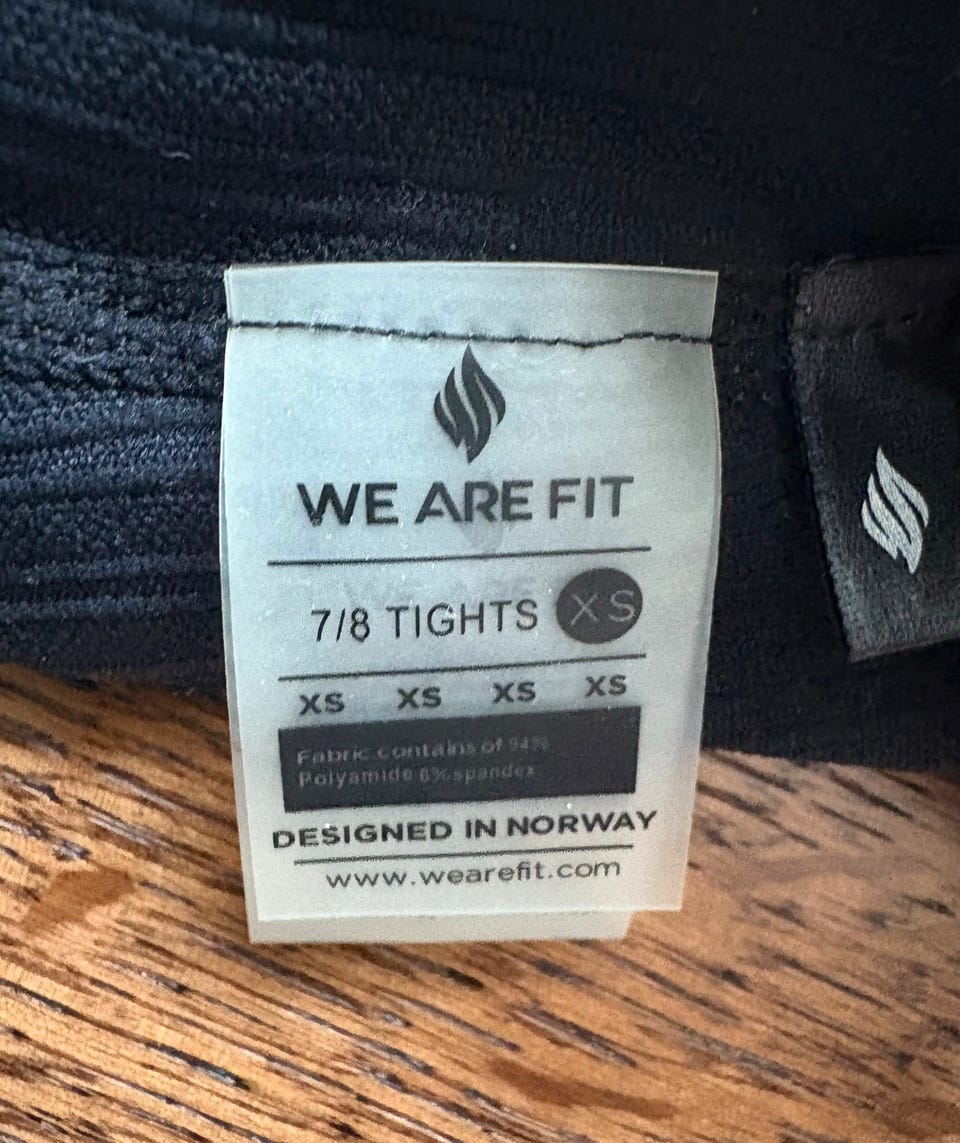 WE ARE FIT
7/8 TIGHTS XS
XS XS XS XS
Fabric contains of 94%
Polyamide 6% spandex
DESIGNED IN NORWAY
www.wearefit.com